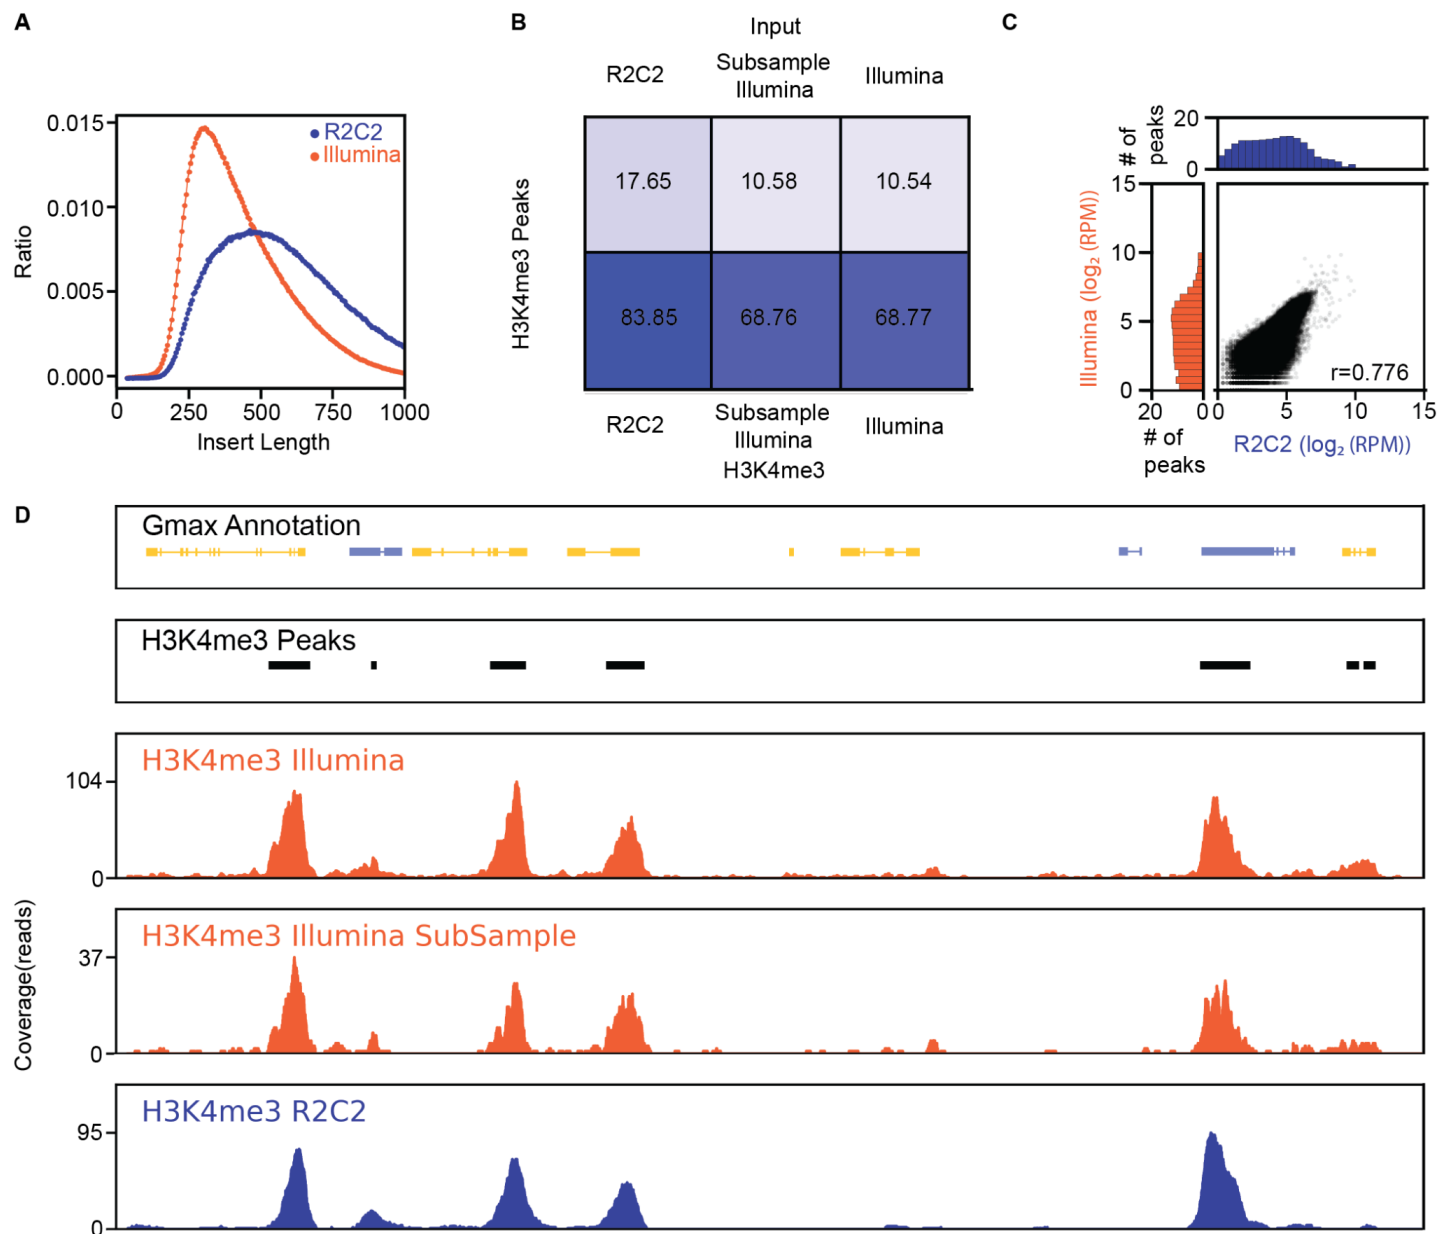 A
B
C
Input
R2C2
Subsample
Illumina
Illumina
0.015
0.010
0.005
0.000
Ratio
R2C2
Illumina
0
250
500
750
1000
Insert Length
H3K4me3 Peaks
17.65
10.58
10.54
83.85
68.76
68.77
R2C2
Subsample
Illumina
Illumina
H3K4me3
# of
peaks
20
0
15
10
5
0
Illumina (log₂ (RPM))
r=0.776
20
0
0
5
10
15
# of
peaks
R2C2 (log₂ (RPM))
D
Gmax Annotation
H3K4me3 Peaks
Coverage(reads)
H3K4me3 Illumina
104
0
H3K4me3 Illumina SubSample
37
0
H3K4me3 R2C2
95
0